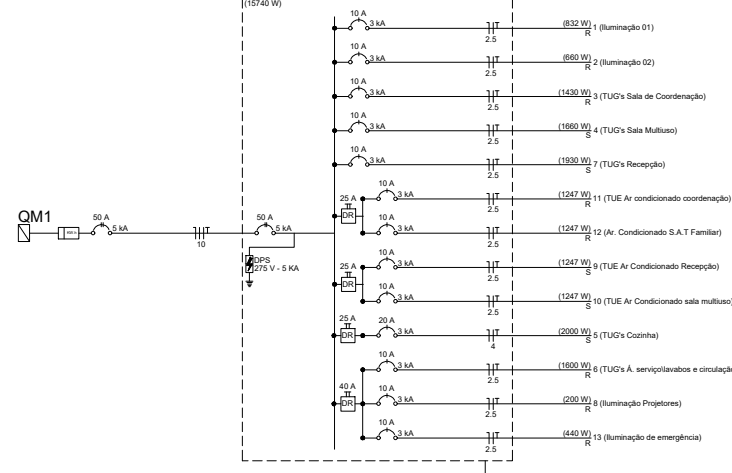 (15740 W)
10 A
3 kA
2.5
(832 W)
R
1 (Iluminação 01)
10 A
3 kA
2.5
(660 W)
R
2 (Iluminação 02)
10 A
3 kA
2.5
(1430 W)
R
3 (TUG's Sala de Coordenação)
10 A
3 kA
2.5
(1660 W)
S
4 (TUG's Sala Multiuso)
10 A
3 kA
2.5
(1930 W)
S
7 (TUG's Recepção)
25 A
DR
10 A
3 kA
2.5
(1247 W)
R
11 (TUE Ar condicionado coordenação)
10 A
3 kA
2.5
(1247 W)
R
12 (Ar. Condicionado S.A.T Familiar)
QM1
50 A
5 kA
10
50 A
5 kA
DPS
275 V - 5 KA
25 A
DR
10 A
3 kA
2.5
(1247 W)
S
9 (TUE Ar Condicionado Recepção)
10 A
3 kA
2.5
(1247 W)
S
10 (TUE Ar Condicionado sala multiuso)
25 A
DR
20 A
3 kA
4
(2000 W)
S
5 (TUG's Cozinha)
40 A
DR
10 A
3 kA
2.5
(1600 W)
R
6 (TUG's Á. serviço\lavabos e circulação
10 A
3 kA
2.5
(200 W)
R
8 (Iluminação Projetores)
10 A
3 kA
2.5
(440 W)
R
13 (Iluminação de emergência)